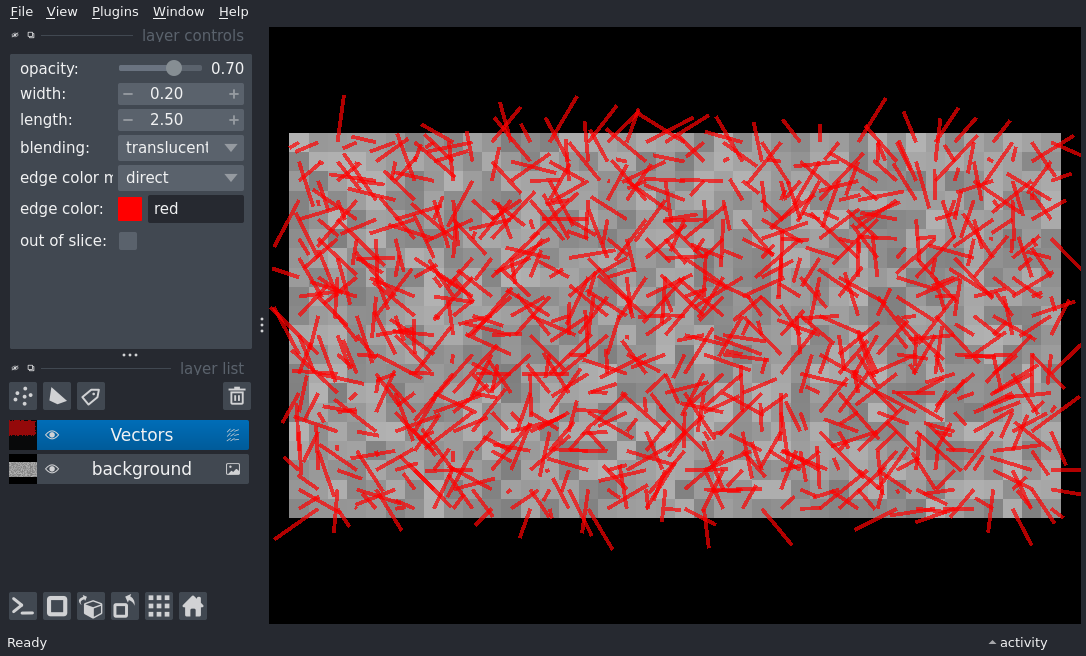 File View Plugins Window Help
layer controls
opacity: 0.70
width: − 0.20 +
length: − 2.50 +
blending: translucent
edge color m direct
edge color: red
out of slice:
layer list
Vectors
background
Ready activity